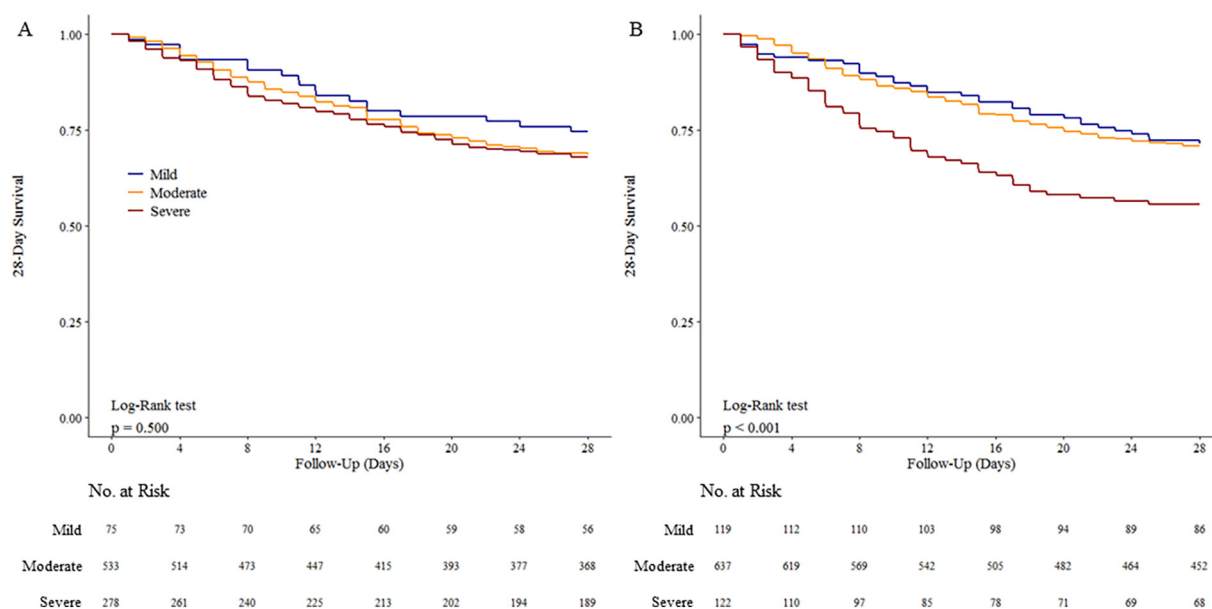 A
1.00
0.75
0.50
0.25
0.00
28-Day Survival
Mild
Moderate
Severe
Log-Rank test
p = 0.500
0 4 8 12 16 20 24 28
Follow-Up (Days)
No. at Risk
Mild 75 73 70 65 60 59 58 56
Moderate 533 514 473 447 415 393 377 368
Severe 278 261 240 225 213 202 194 189
B
1.00
0.75
0.50
0.25
0.00
28-Day Survival
Log-Rank test
p < 0.001
0 4 8 12 16 20 24 28
Follow-Up (Days)
No. at Risk
Mild 119 112 110 103 98 94 89 86
Moderate 637 619 569 542 505 482 464 452
Severe 122 110 97 85 78 71 69 68